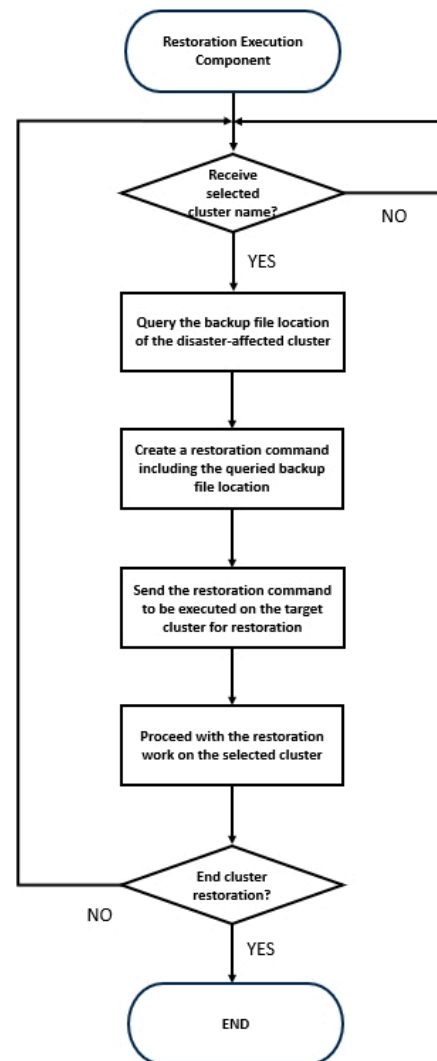 Restoration Execution
Component
Receive
selected
cluster name?
NO
YES
Query the backup file location
of the disaster-affected cluster
Create a restoration command
including the queried backup
file location
Send the restoration command
to be executed on the target
cluster for restoration
Proceed with the restoration
work on the selected cluster
End cluster
restoration?
NO
YES
END